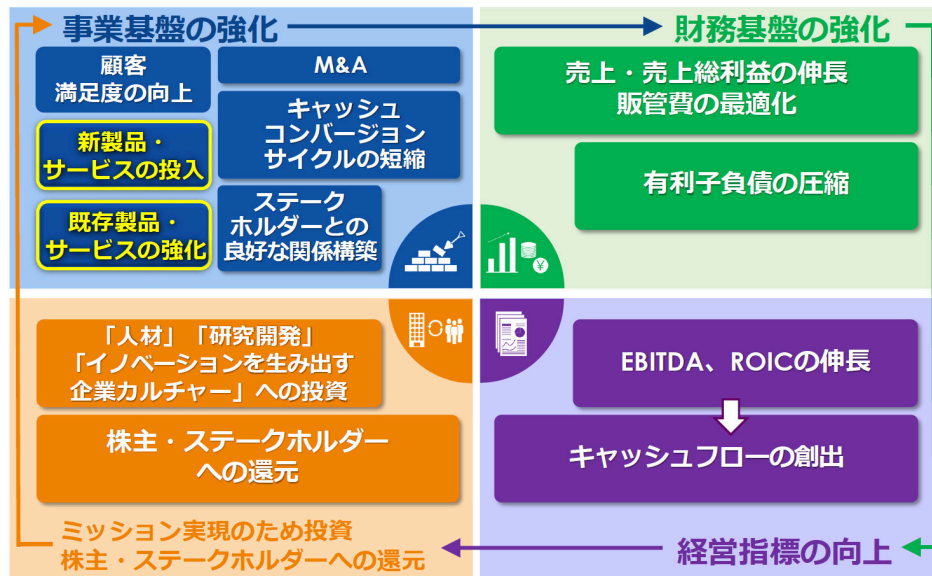 事業基盤の強化
顧客
満足度の向上
新製品・
サービスの投入
既存製品・
サービスの強化
M&A
キャッシュ
コンバージョン
サイクルの短縮
ステーク
ホルダーとの
良好な関係構築
財務基盤の強化
売上・売上総利益の伸長
販管費の最適化
有利子負債の圧縮
¥
「人材」「研究開発」
「イノベーションを生み出す
企業カルチャー」への投資
株主・ステークホルダー
への還元
ミッション実現のため投資
株主・ステークホルダーへの還元
EBITDA、ROICの伸長
キャッシュフローの創出
経営指標の向上